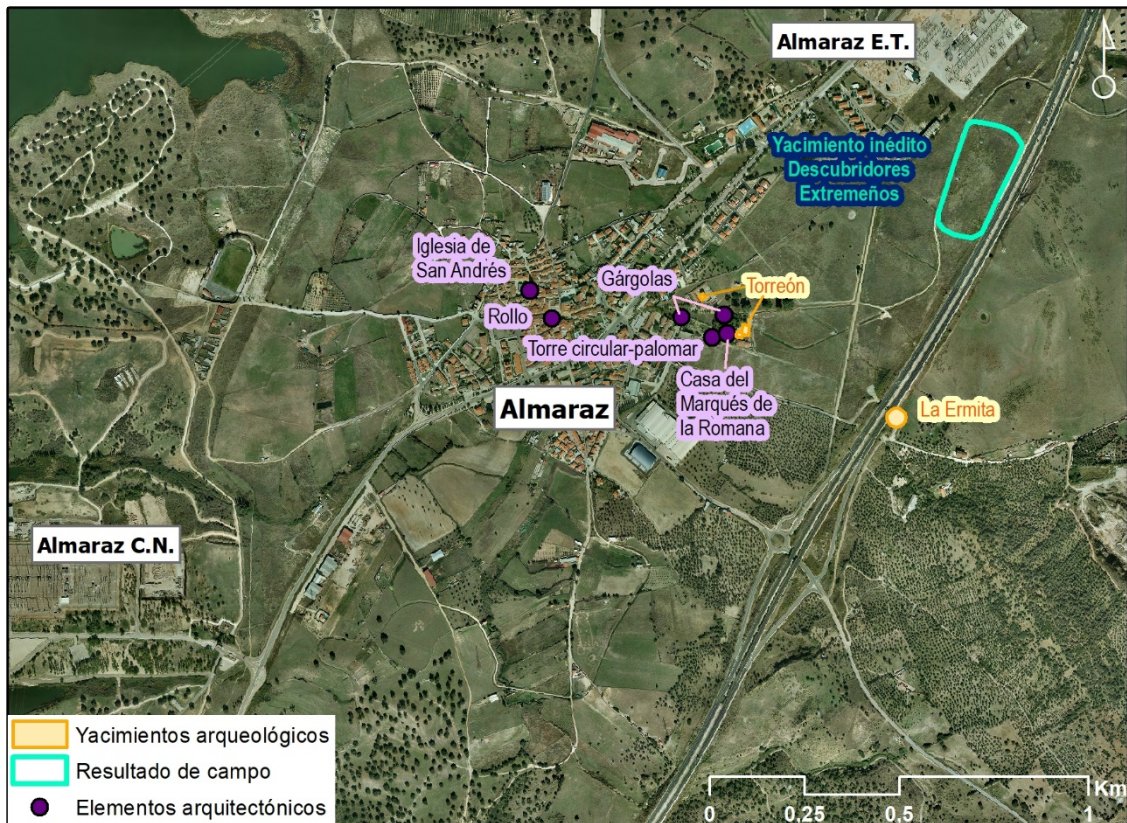 Almaraz E.T.
Yacimiento inédito
Descubridores
Extremeños
Iglesia de
San Andrés
Gárgolas
Torreón
Rollo
Torre circular-palomar
Casa del
Marqués de
la Romana
Almaraz
La Ermita
Almaraz C.N.
Yacimientos arqueológicos
Resultado de campo
Elementos arquitectónicos
Km
0 0,25 0,5 1